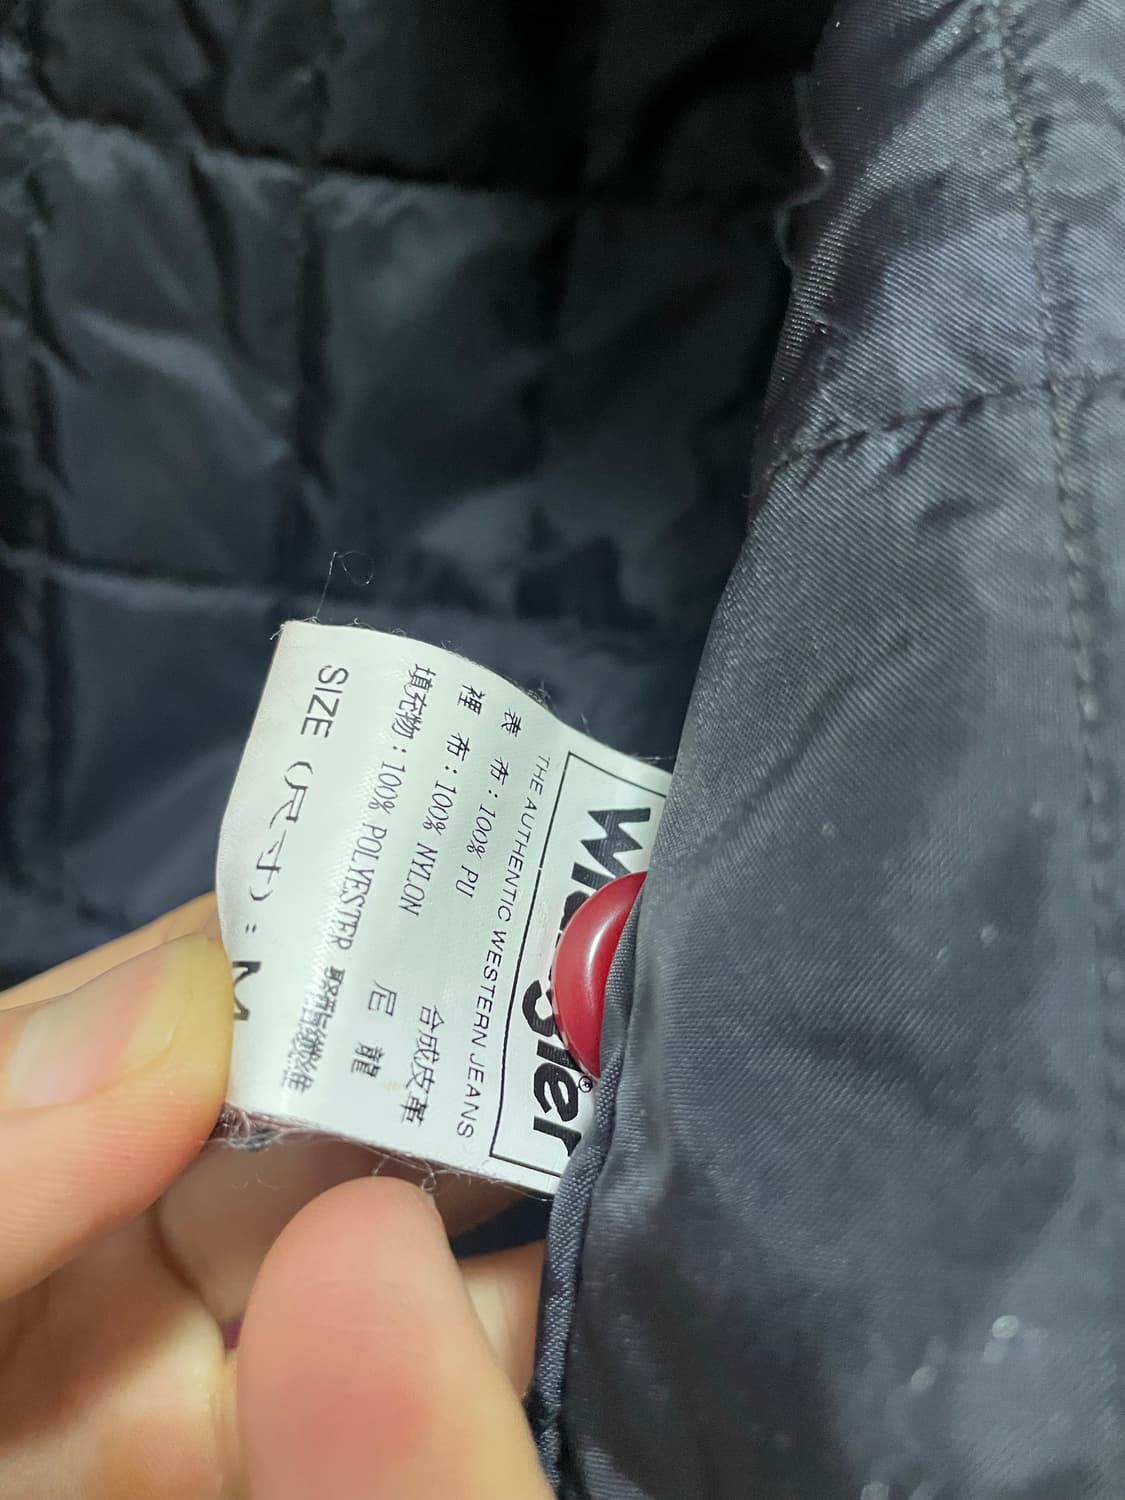 Wrangler®
THE AUTHENTIC WESTERN JEANS
表 布：100% PU 合成皮革
裡 布：100% NYLON 尼 龍
填充物：100% POLYESTER 聚酯纖維
SIZE（尺寸）：M